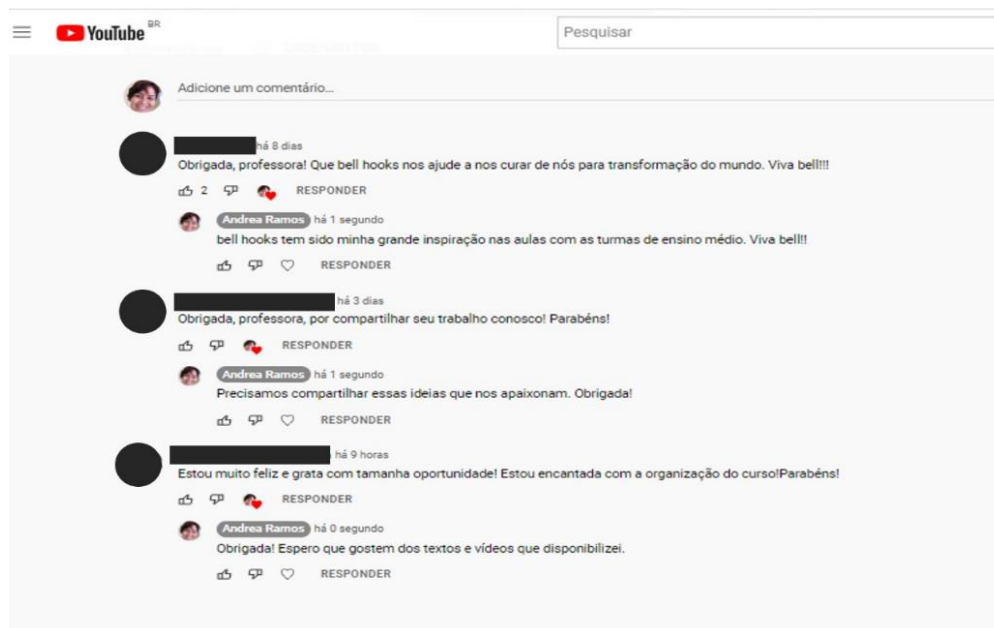 YouTube BR
Pesquisar
Adicione um comentário...
há 8 dias
Obrigada, professora! Que bell hooks nos ajude a nos curar de nós para transformação do mundo. Viva bell!!!
2 RESPONDER
Andrea Ramos há 1 segundo
bell hooks tem sido minha grande inspiração nas aulas com as turmas de ensino médio. Viva bell!!
RESPONDER
há 3 dias
Obrigada, professora, por compartilhar seu trabalho conosco! Parabéns!
RESPONDER
Andrea Ramos há 1 segundo
Precisamos compartilhar essas ideias que nos apaixonam. Obrigada!
RESPONDER
há 9 horas
Estou muito feliz e grata com tamanha oportunidade! Estou encantada com a organização do curso!Parabéns!
RESPONDER
Andrea Ramos há 0 segundo
Obrigada! Espero que gostem dos textos e vídeos que disponibilizei.
RESPONDER